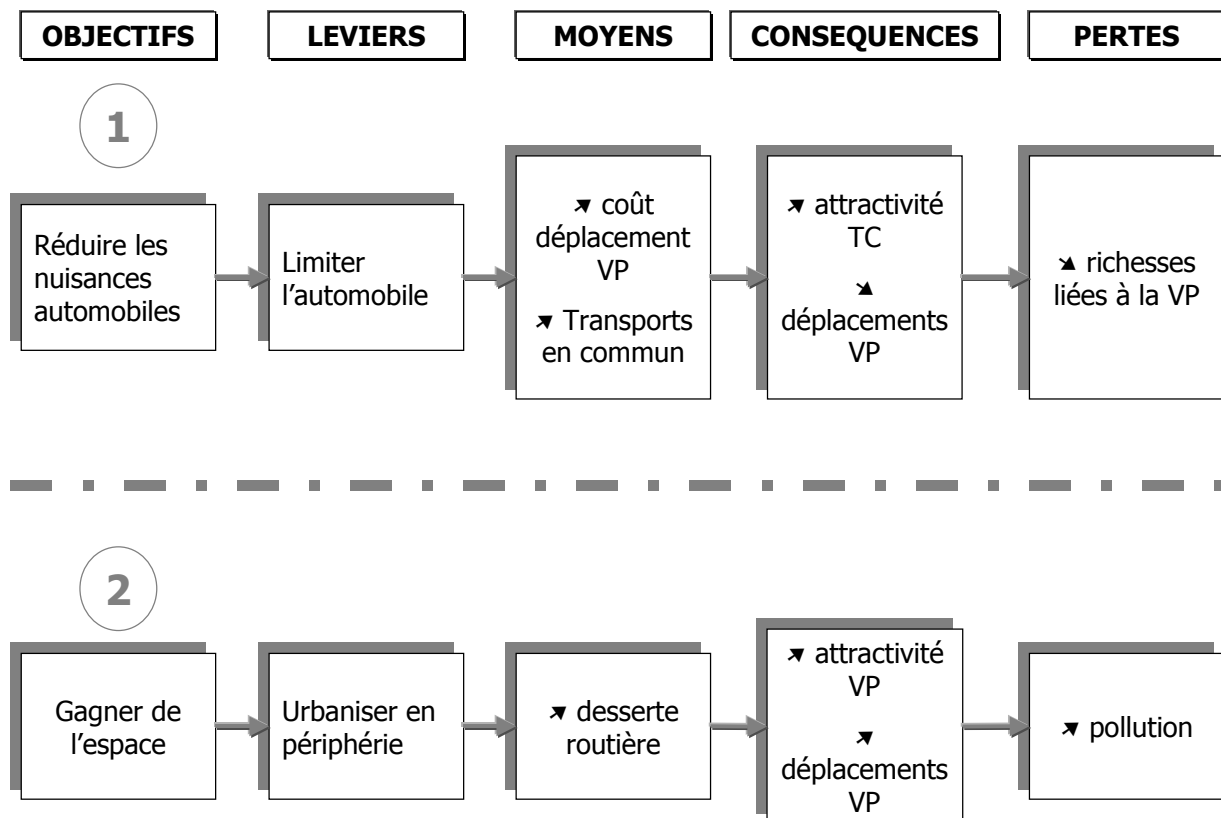 OBJECTIFS
LEVIERS
MOYENS
CONSEQUENCES
PERTES
1
Réduire les
nuisances
automobiles
Limiter
l'automobile
↗ coût
déplacement
VP
↗ Transports
en commun
↗ attractivité
TC
↘
déplacements
VP
↘ richesses
liées à la VP
2
Gagner de
l'espace
Urbaniser en
périphérie
↗ desserte
routière
↗ attractivité
VP
↗
déplacements
VP
↗ pollution